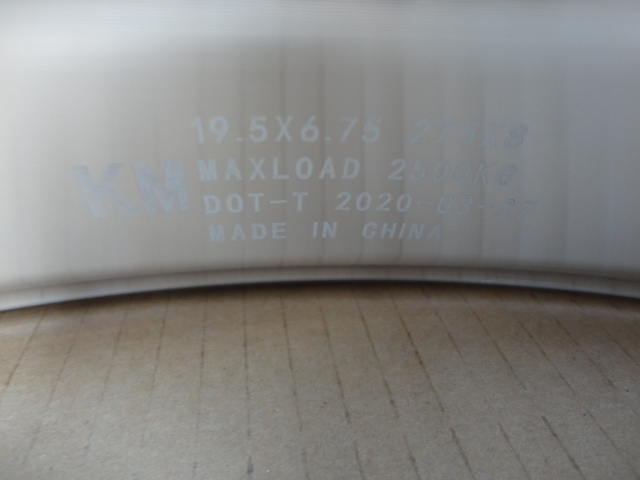 19.5X6.75
KM
MAXLOAD
DOT-T 2020
MADE IN CHINA